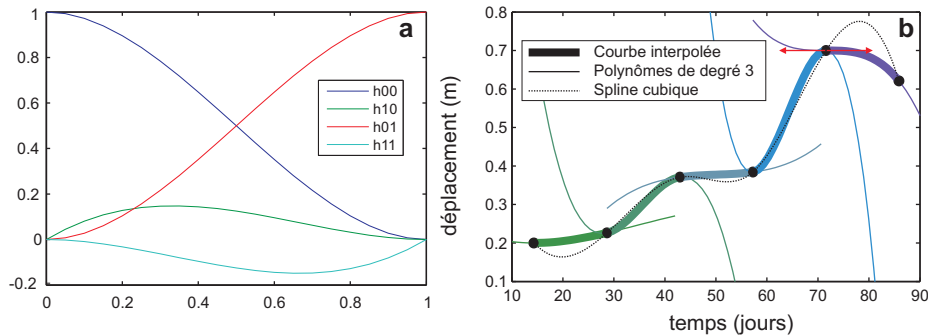 a
1
0.8
0.6
0.4
0.2
0
-0.2
0
0.2
0.4
0.6
0.8
1
h00
h10
h01
h11
b
déplacement (m)
0.8
0.7
0.6
0.5
0.4
0.3
0.2
0.1
Courbe interpolée
Polynômes de degré 3
Spline cubique
10
20
30
40
50
60
70
80
90
temps (jours)